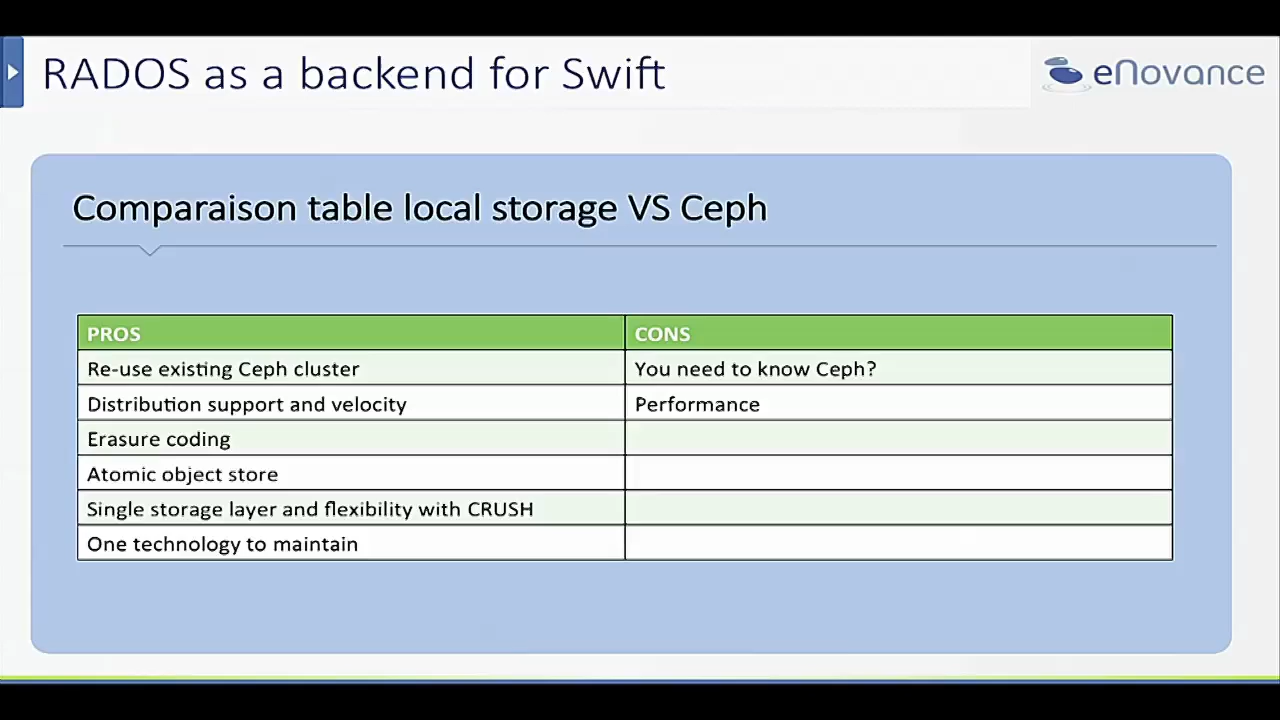 RADOS as a backend for Swift
eNovance
Comparaison table local storage VS Ceph
PROS
CONS
Re-use existing Ceph cluster
You need to know Ceph?
Distribution support and velocity
Performance
Erasure coding
Atomic object store
Single storage layer and flexibility with CRUSH
One technology to maintain